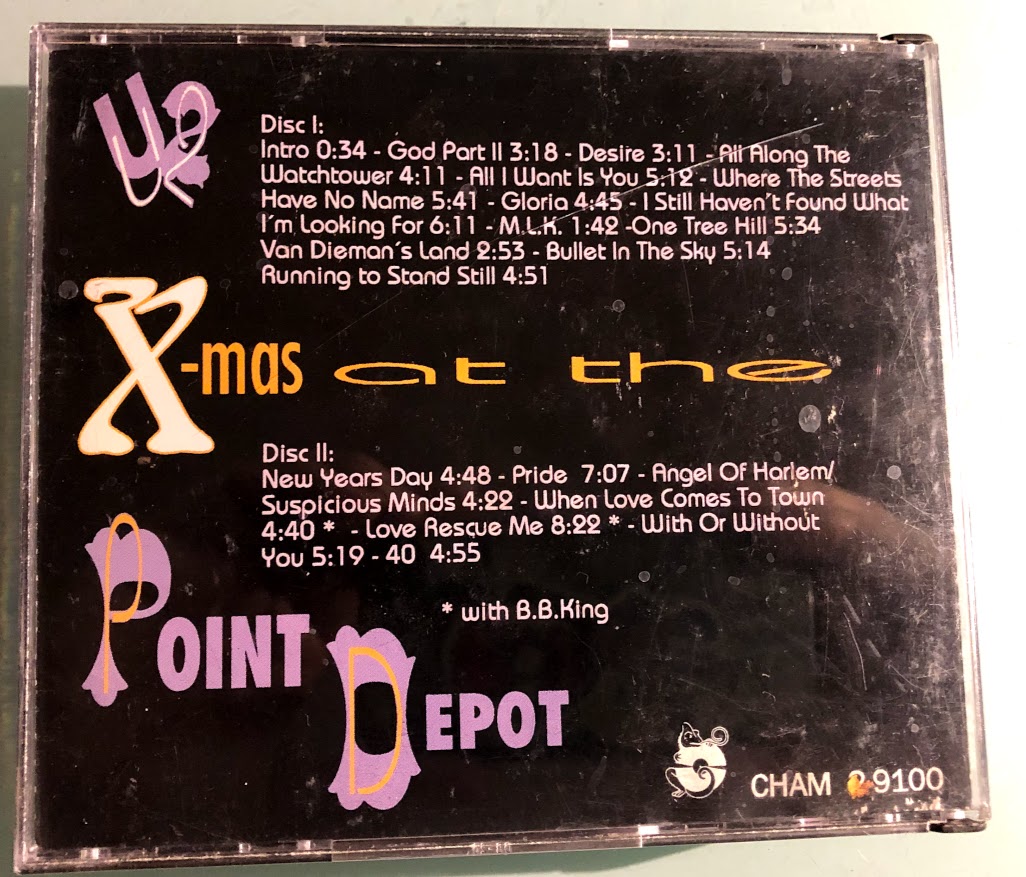 U2
Disc I:
Intro 0:34 - God Part II 3:18 - Desire 3:11 - All Along The
Watchtower 4:11 - All I Want Is You 5:12 - Where The Streets
Have No Name 5:41 - Gloria 4:45 - I Still Haven't Found What
I'm Looking For 6:11 - M.L.K. 1:42 -One Tree Hill 5:34
Van Dieman's Land 2:53 - Bullet In The Sky 5:14
Running to Stand Still 4:51
X-mas at the
Disc II:
New Years Day 4:48 - Pride 7:07 - Angel Of Harlem/
Suspicious Minds 4:22 - When Love Comes To Town
4:40 * - Love Rescue Me 8:22 * - With Or Without
You 5:19 - 40 4:55
* with B.B.King
POINT
DEPOT
CHAM 29100